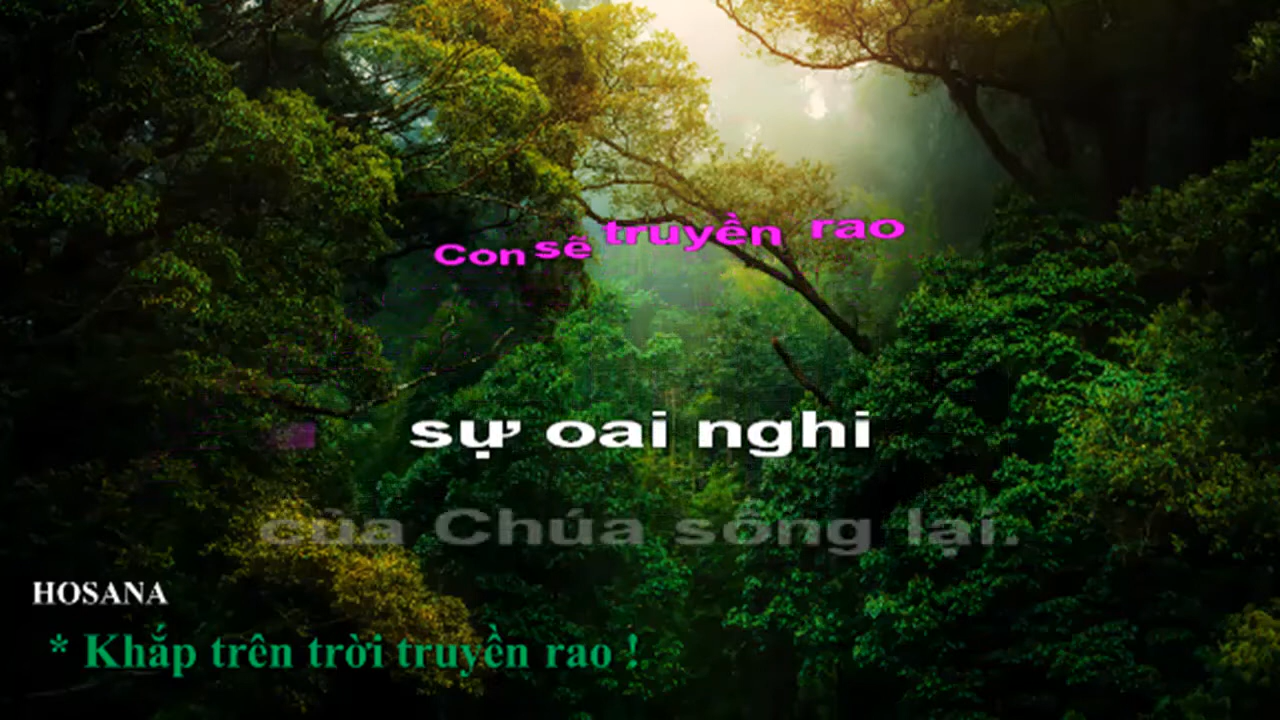 Con sẽ truyền rao
sự oai nghi
của Chúa sống lại.
HOSANA
* Khắp trên trời truyền rao !